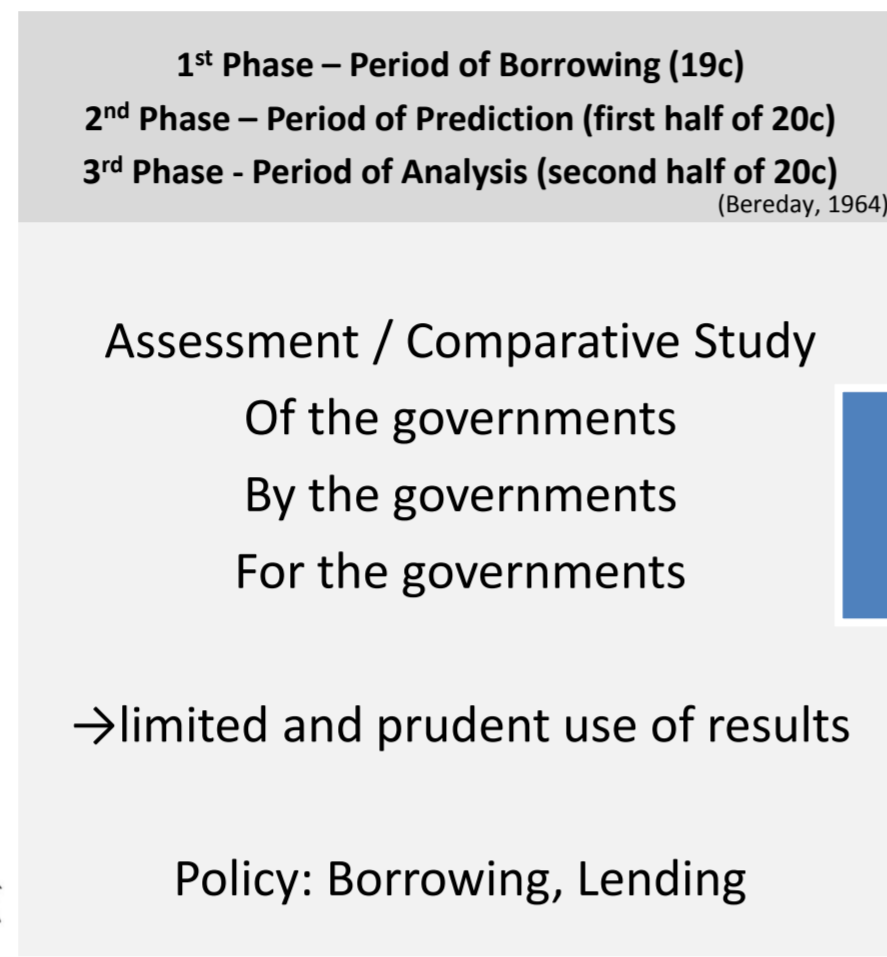 1st Phase – Period of Borrowing (19c)
2nd Phase – Period of Prediction (first half of 20c)
3rd Phase - Period of Analysis (second half of 20c)
(Bereday, 1964)
Assessment / Comparative Study
Of the governments
By the governments
For the governments
→limited and prudent use of results
Policy: Borrowing, Lending